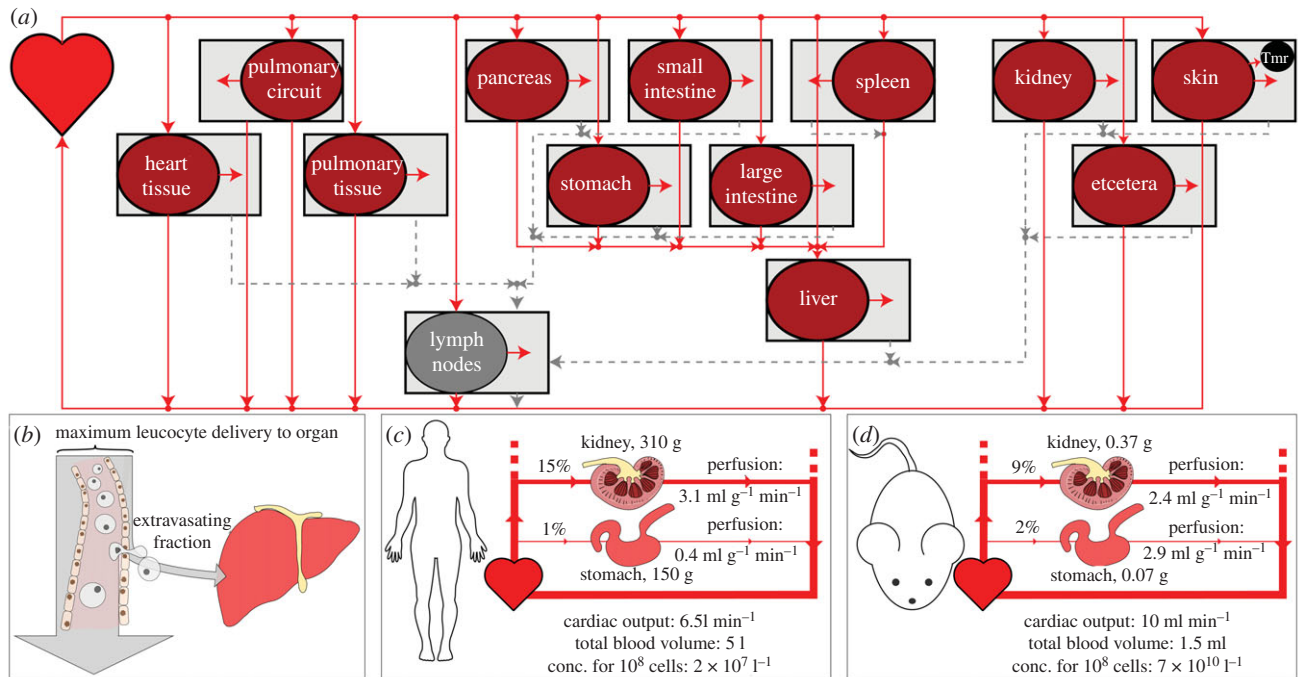 (a)
pulmonary
circuit
pancreas
small
intestine
spleen
kidney
skin
Tmr
heart
tissue
pulmonary
tissue
stomach
large
intestine
etcetera
liver
lymph
nodes
(b)
maximum leucocyte delivery to organ
extravasating
fraction
(c)
kidney, 310 g
15%
perfusion:
3.1 ml g⁻¹ min⁻¹
1%
perfusion:
0.4 ml g⁻¹ min⁻¹
stomach, 150 g
cardiac output: 6.5l min⁻¹
total blood volume: 5 l
conc. for 10⁸ cells: 2 × 10⁷ l⁻¹
(d)
kidney, 0.37 g
9%
perfusion:
2.4 ml g⁻¹ min⁻¹
2%
perfusion:
2.9 ml g⁻¹ min⁻¹
stomach, 0.07 g
cardiac output: 10 ml min⁻¹
total blood volume: 1.5 ml
conc. for 10⁸ cells: 7 × 10¹⁰ l⁻¹